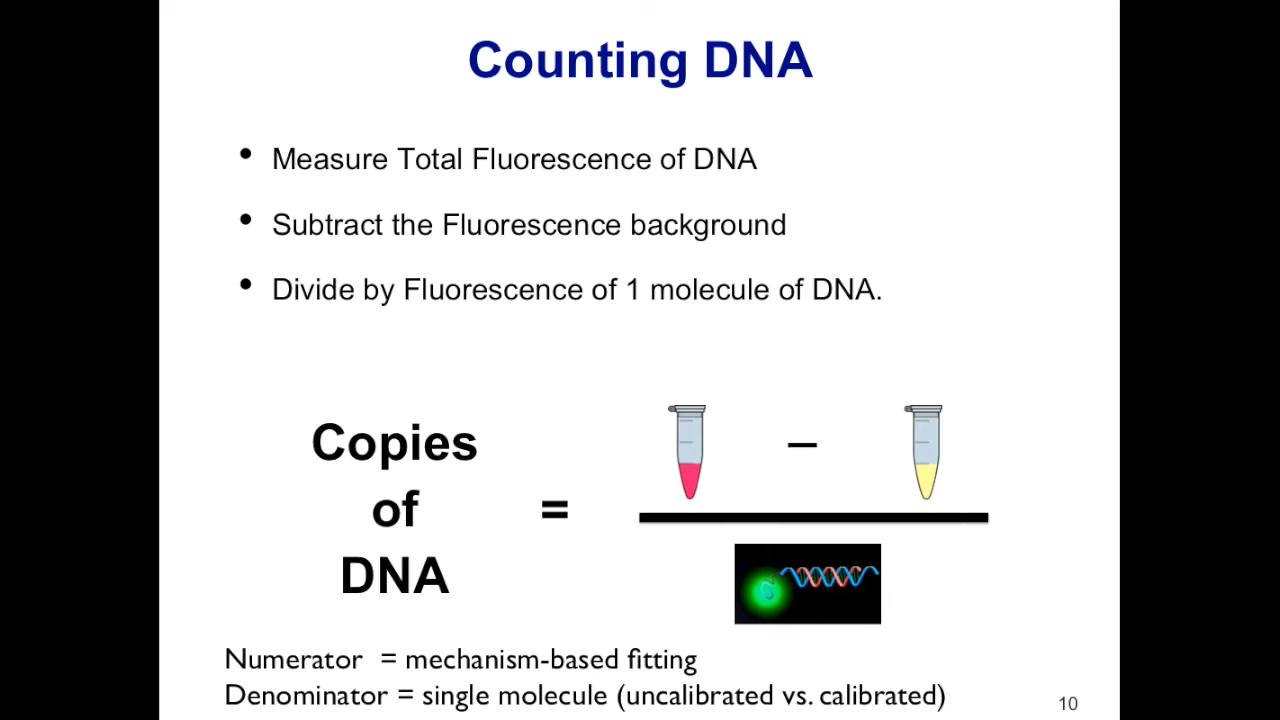 Counting DNA
• Measure Total Fluorescence of DNA
• Subtract the Fluorescence background
• Divide by Fluorescence of 1 molecule of DNA.
Copies
of
DNA
=
–
Numerator = mechanism-based fitting
Denominator = single molecule (uncalibrated vs. calibrated)
10